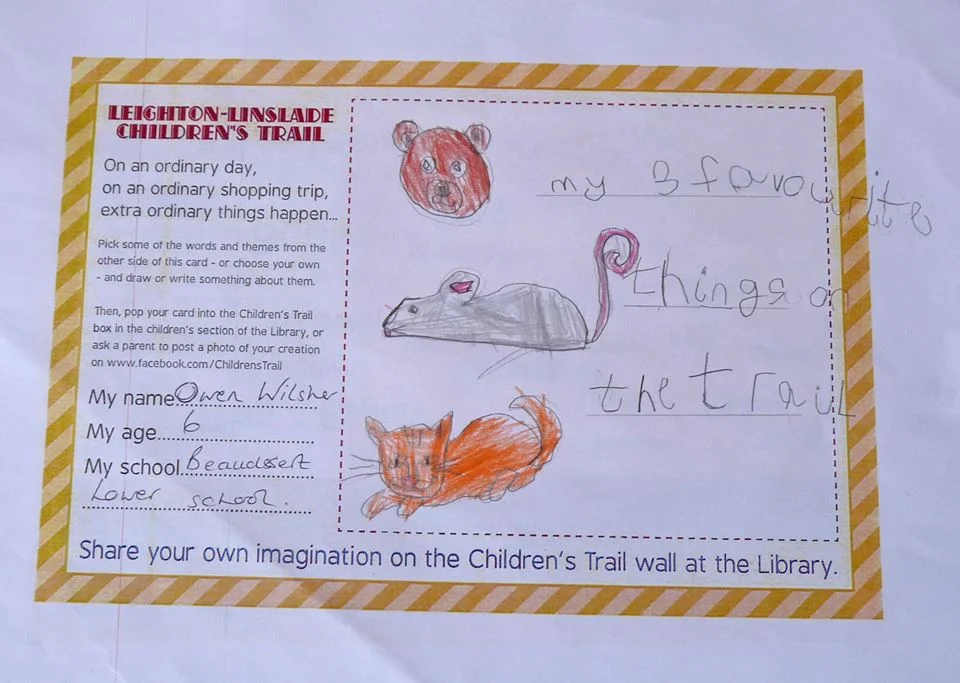 LEIGHTON-LINSLADE
CHILDREN'S TRAIL
On an ordinary day,
on an ordinary shopping trip,
extra ordinary things happen...
Pick some of the words and themes from the
other side of this card - or choose your own
- and draw or write something about them.
Then, pop your card into the Children's Trail
box in the children's section of the Library, or
ask a parent to post a photo of your creation
on www.facebook.com/ChildrensTrail
My name Owen Wilsher
My age 6
My school Beaudesert
Lower school.
my 3 favourite
things on
the trail
Share your own imagination on the Children's Trail wall at the Library.